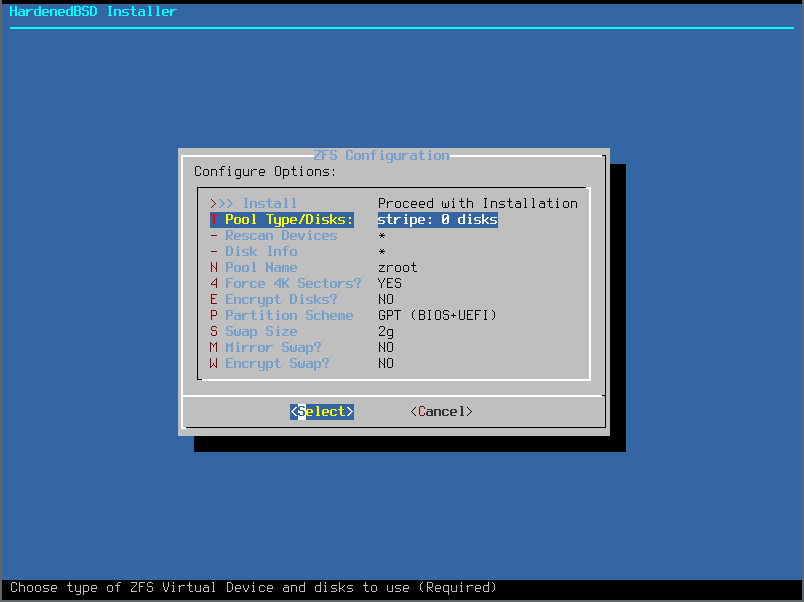 HardenedBSD Installer
ZFS Configuration
Configure Options:
>>> Install Proceed with Installation
T Pool Type/Disks: stripe: 0 disks
- Rescan Devices *
- Disk Info *
N Pool Name zroot
4 Force 4K Sectors? YES
E Encrypt Disks? NO
P Partition Scheme GPT (BIOS+UEFI)
S Swap Size 2g
M Mirror Swap? NO
W Encrypt Swap? NO
<Select> <Cancel>
Choose type of ZFS Virtual Device and disks to use (Required)